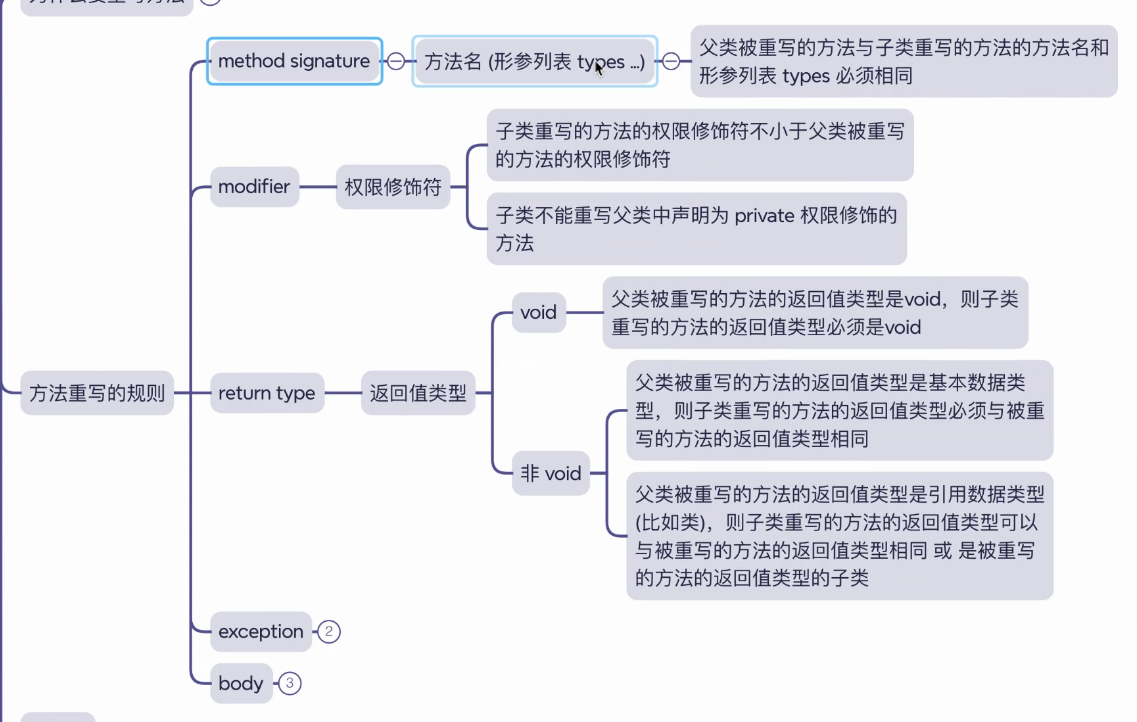 method signature
方法名 (形参列表 types ...)
父类被重写的方法与子类重写的方法的方法名和
形参列表 types 必须相同
modifier
权限修饰符
子类重写的方法的权限修饰符不小于父类被重写
的方法的权限修饰符
子类不能重写父类中声明为 private 权限修饰的
方法
方法重写的规则
return type
返回值类型
void
父类被重写的方法的返回值类型是void，则子类
重写的方法的返回值类型必须是void
非 void
父类被重写的方法的返回值类型是基本数据类
型，则子类重写的方法的返回值类型必须与被重
写的方法的返回值类型相同
父类被重写的方法的返回值类型是引用数据类型
(比如类)，则子类重写的方法的返回值类型可以
与被重写的方法的返回值类型相同 或 是被重写
的方法的返回值类型的子类
exception
2
body
3